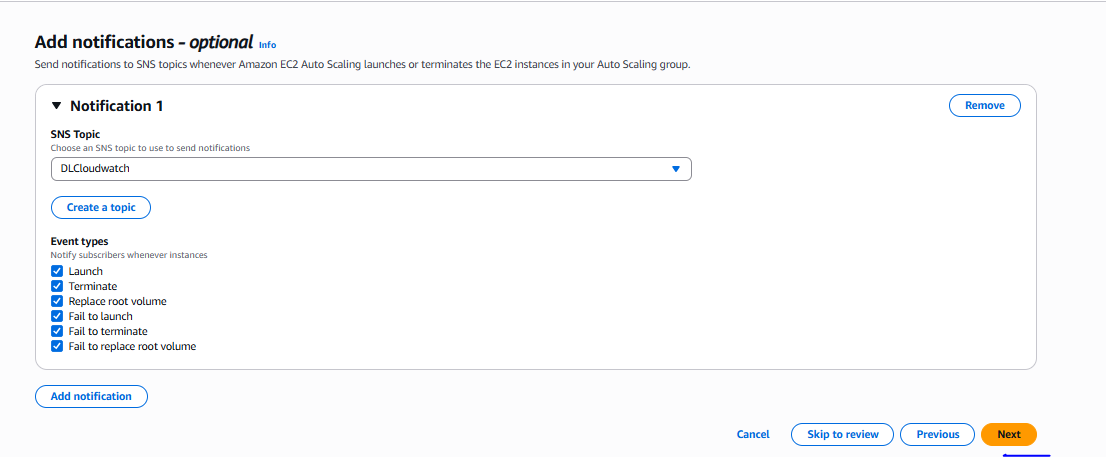 Add notifications - optional Info
Send notifications to SNS topics whenever Amazon EC2 Auto Scaling launches or terminates the EC2 instances in your Auto Scaling group.
Notification 1
Remove
SNS Topic
Choose an SNS topic to use to send notifications
DLCloudwatch
Create a topic
Event types
Notify subscribers whenever instances
Launch
Terminate
Replace root volume
Fail to launch
Fail to terminate
Fail to replace root volume
Add notification
Cancel Skip to review Previous Next